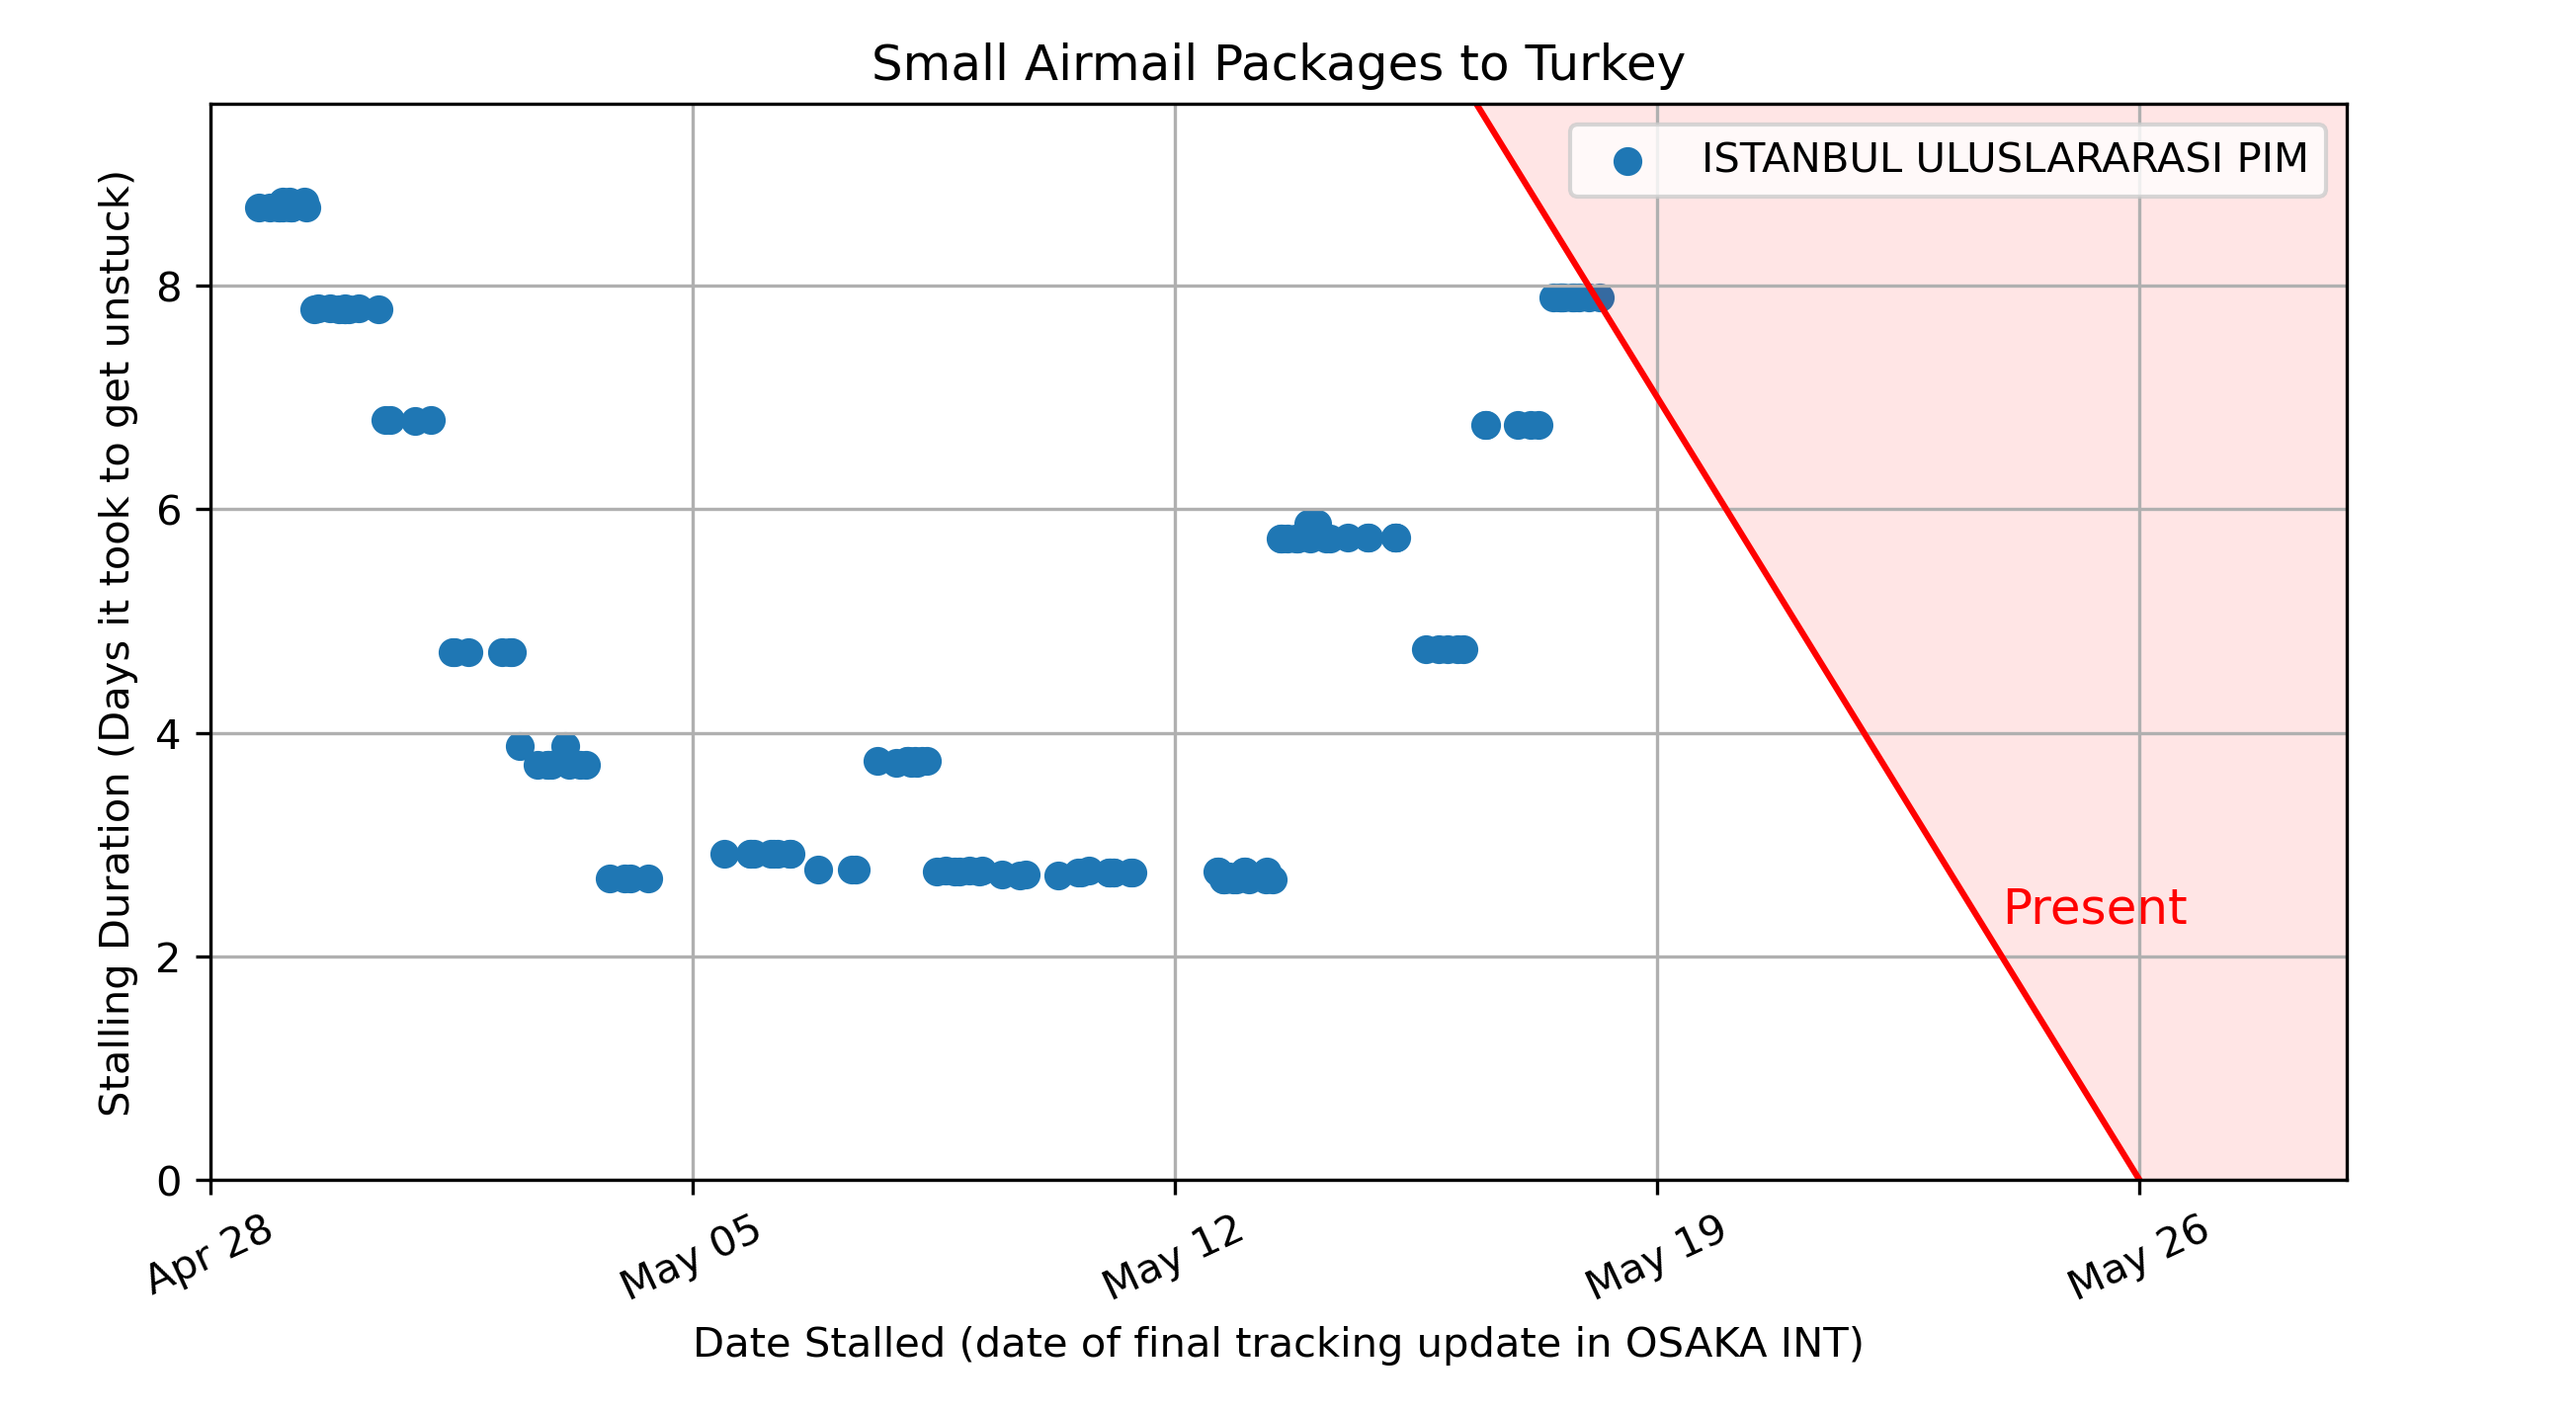 Small Airmail Packages to Turkey
ISTANBUL ULUSLARARASI PIM
Stalling Duration (Days it took to get unstuck)
8
6
4
2
0
Present
Apr 28
May 05
May 12
May 19
May 26
Date Stalled (date of final tracking update in OSAKA INT)